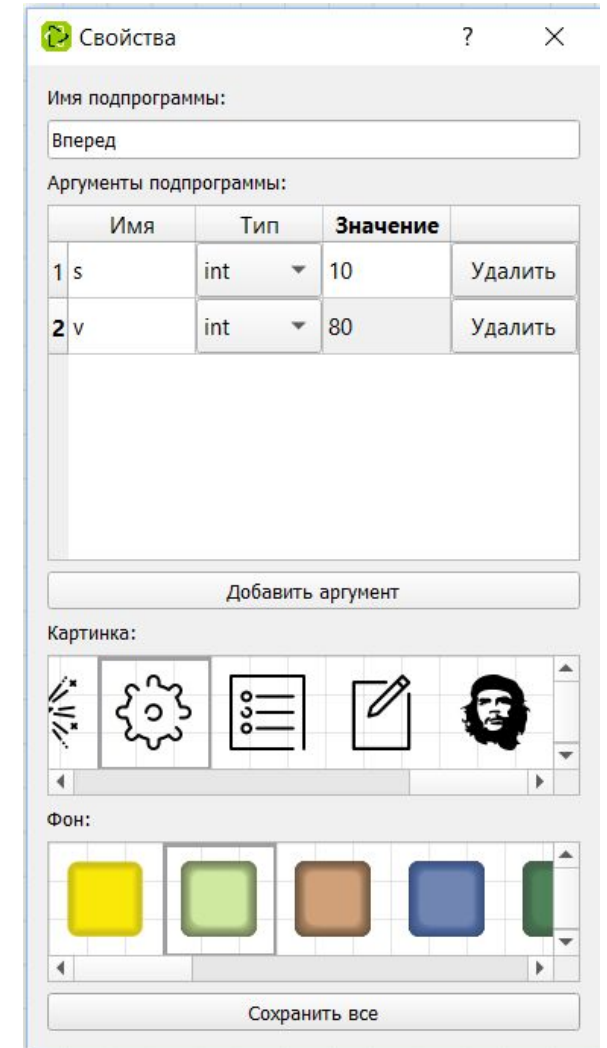 Свойства ?
Имя подпрограммы:
Вперед
Аргументы подпрограммы:
Имя Тип Значение
1 s int 10 Удалить
2 v int 80 Удалить
Добавить аргумент
Картинка:
Фон:
Сохранить все